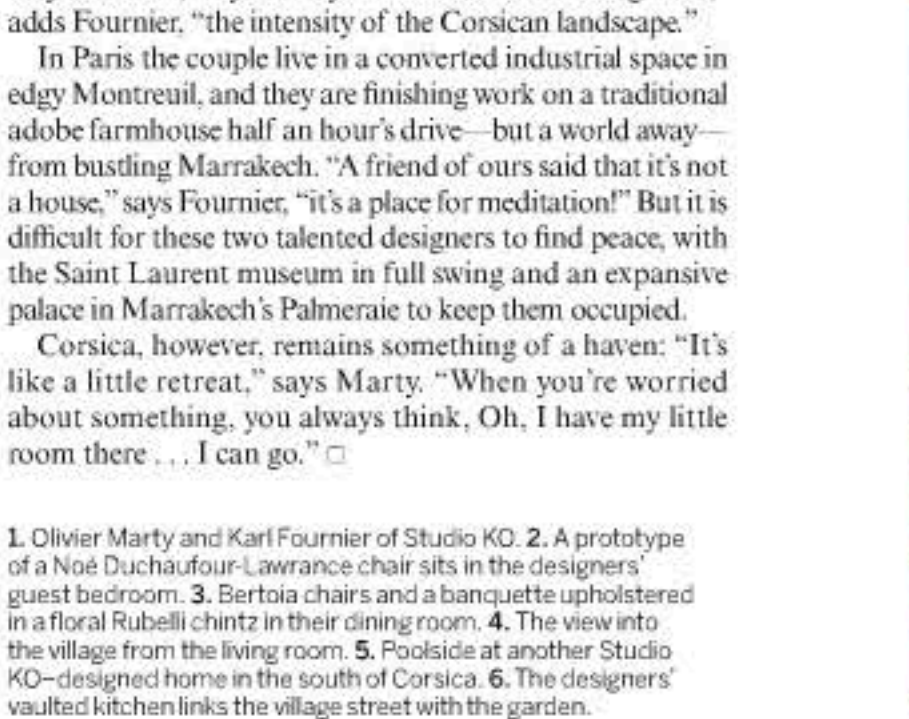 adds Fournier, “the intensity of the Corsican landscape.”
In Paris the couple live in a converted industrial space in
edgy Montreuil, and they are finishing work on a traditional
adobe farmhouse half an hour’s drive—but a world away—
from bustling Marrakech. “A friend of ours said that it’s not
a house,” says Fournier, “it’s a place for meditation!” But it is
difficult for these two talented designers to find peace, with
the Saint Laurent museum in full swing and an expansive
palace in Marrakech’s Palmeraie to keep them occupied.
Corsica, however, remains something of a haven: “It’s
like a little retreat,” says Marty. “When you’re worried
about something, you always think, Oh, I have my little
room there . . . I can go.” □
1. Olivier Marty and Karl Fournier of Studio KO. 2. A prototype
of a Noé Duchaufour-Lawrance chair sits in the designers’
guest bedroom. 3. Bertoia chairs and a banquette upholstered
in a floral Rubelli chintz in their dining room. 4. The view into
the village from the living room. 5. Poolside at another Studio
KO–designed home in the south of Corsica. 6. The designers’
vaulted kitchen links the village street with the garden.